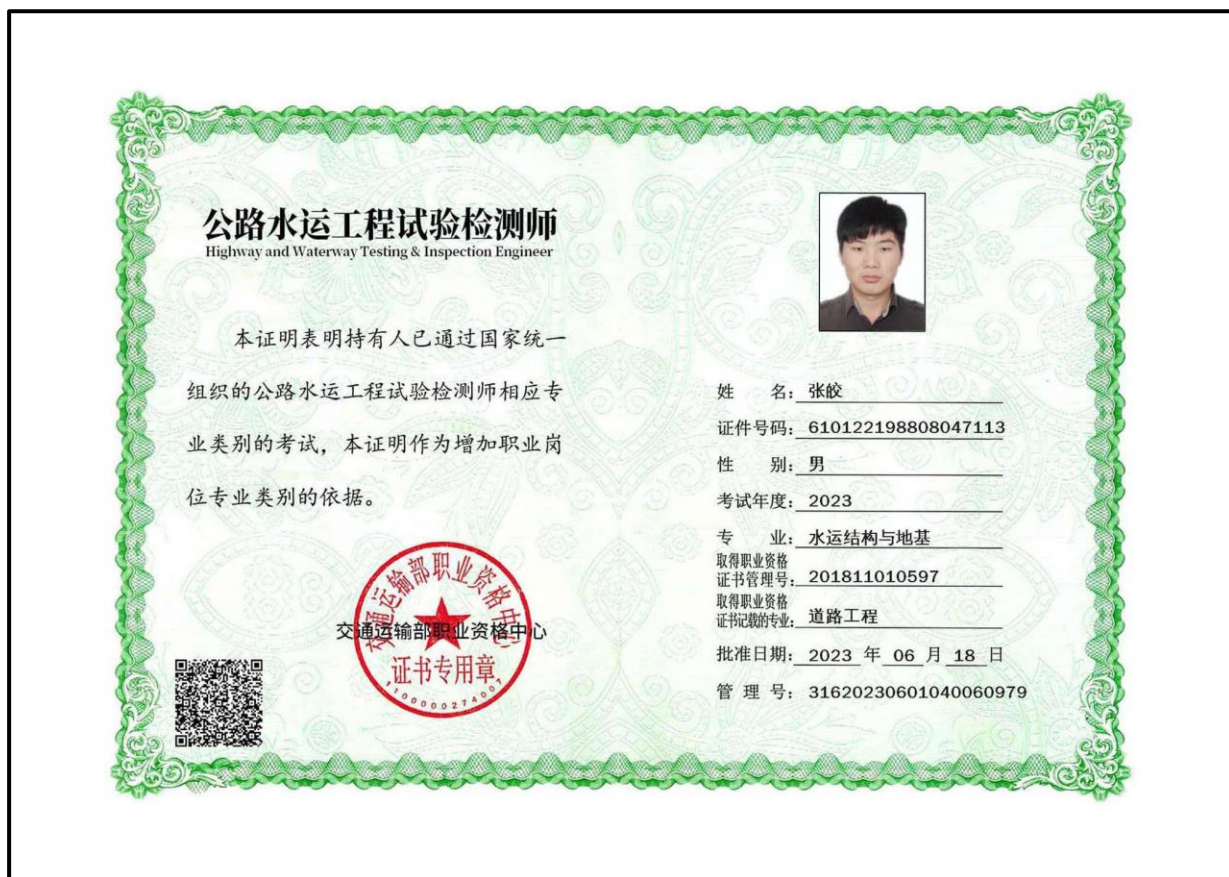 公路水运工程试验检测师
Highway and Waterway Testing & Inspection Engineer
本证明表明持有人已通过国家统一
组织的公路水运工程试验检测师相应专
业类别的考试，本证明作为增加职业岗
位专业类别的依据。
交通运输部职业资格中心
交通运输部职业资格中心
证书专用章
1100000274007
姓 名：张皎
证件号码：610122198808047113
性 别：男
考试年度：2023
专 业：水运结构与地基
取得职业资格
证书管理号：201811010597
取得职业资格
证书记载的专业：道路工程
批准日期：2023 年 06 月 18 日
管 理 号：31620230601040060979